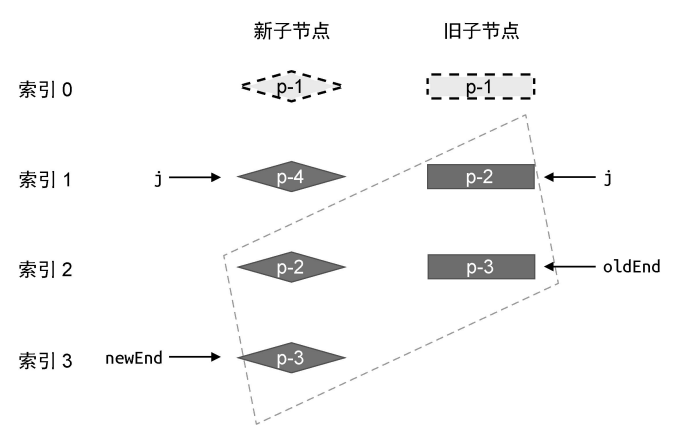 新子节点 旧子节点
索引 0 p-1 p-1
索引 1 j p-4 p-2 j
索引 2 p-2 p-3 oldEnd
索引 3 newEnd p-3